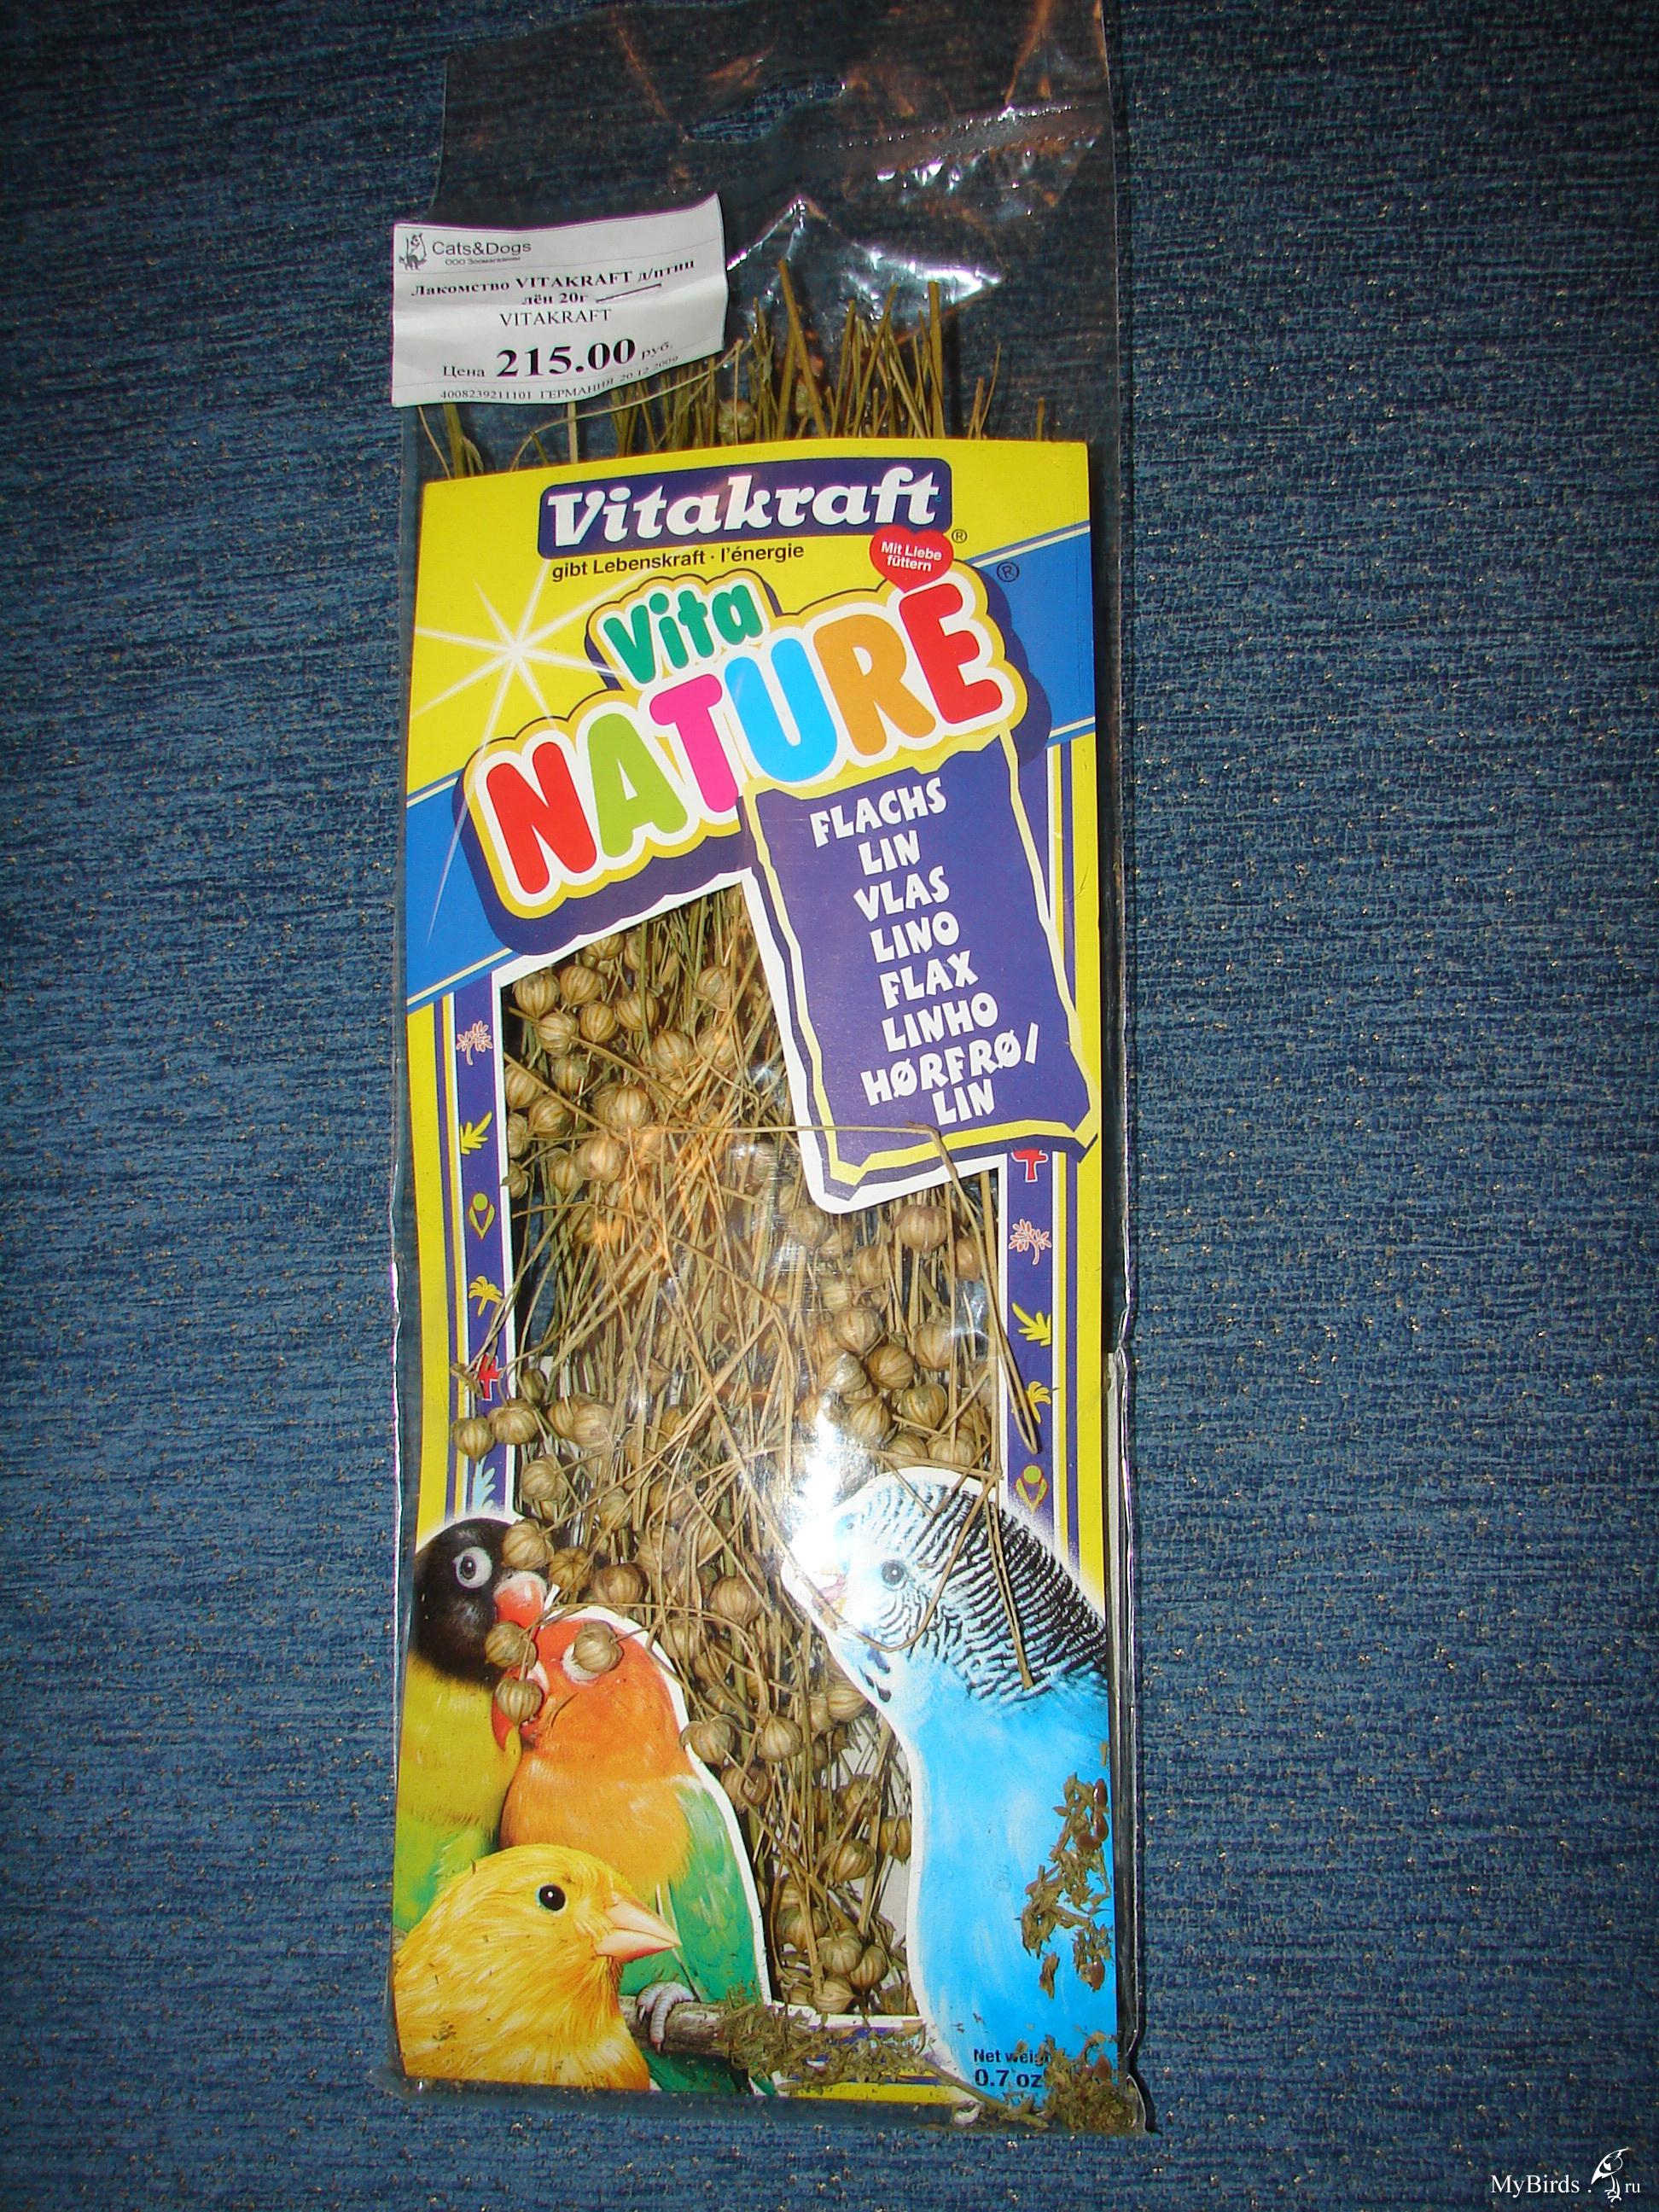 Cats&Dogs
ООО Зоомагазины
Лакомство VITAKRAFT д/птиц
лён 20г
VITAKRAFT
Цена 215.00 руб.
4008239211101 ГЕРМАНИЯ 20.12.2009
Vitakraft ®
gibt Lebenskraft · l'énergie
Mit Liebe
füttern
Vita ®
NATURE
FLACHS
LIN
VLAS
LINO
FLAX
LINHO
HØRFRØ/
LIN
Net
0.7 oz
MyBirds.ru